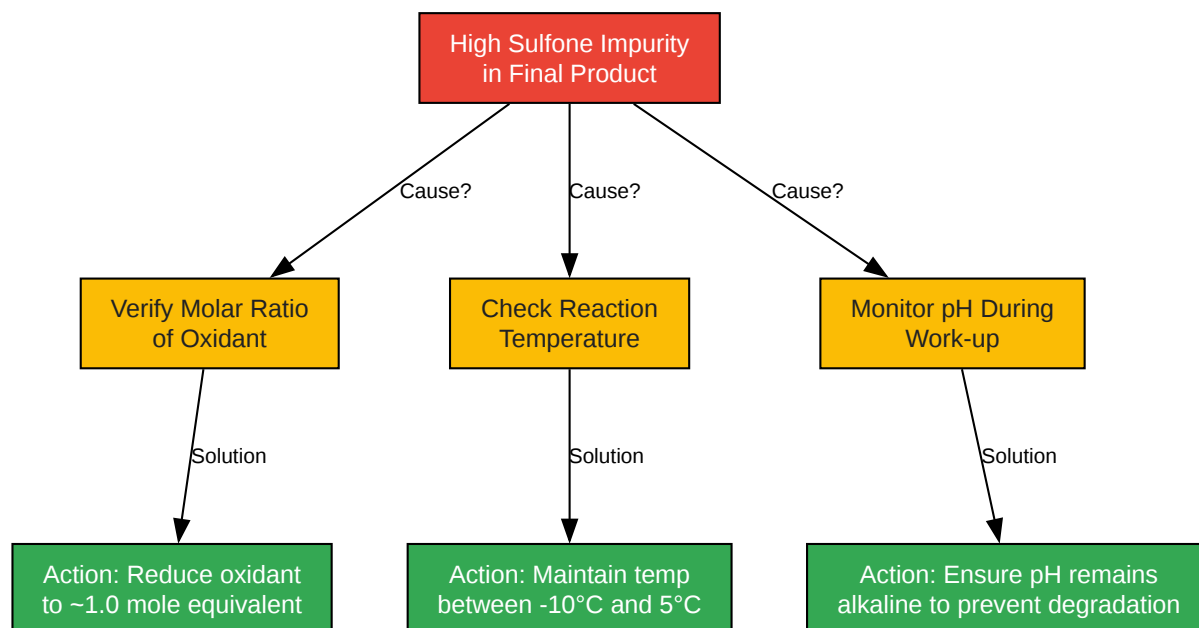 High Sulfone Impurity
in Final Product
Cause?
Cause?
Cause?
Verify Molar Ratio
of Oxidant
Check Reaction
Temperature
Monitor pH During
Work-up
Solution
Solution
Solution
Action: Reduce oxidant
to ~1.0 mole equivalent
Action: Maintain temp
between -10°C and 5°C
Action: Ensure pH remains
alkaline to prevent degradation